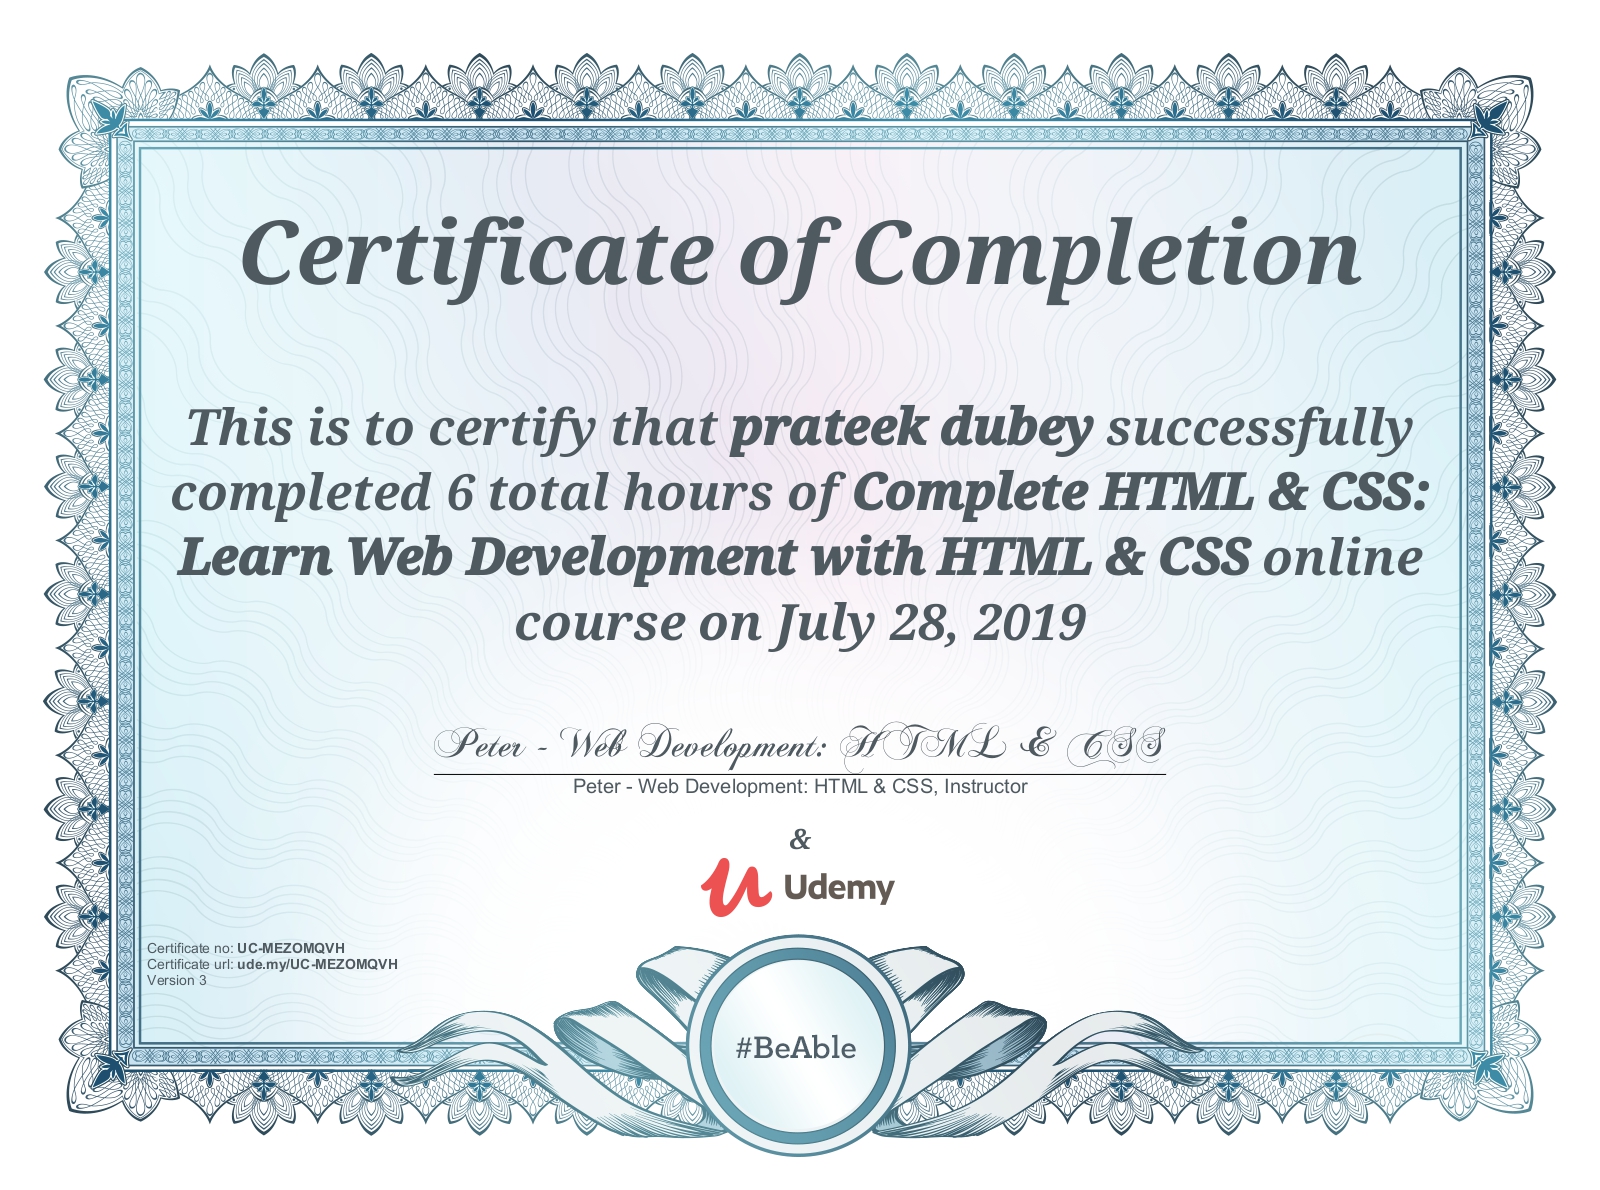 Certificate of Completion
This is to certify that prateek dubey successfully
completed 6 total hours of Complete HTML & CSS:
Learn Web Development with HTML & CSS online
course on July 28, 2019
Peter - Web Development: HTML & CSS
Peter - Web Development: HTML & CSS, Instructor
&
Udemy
Certificate no: UC-MEZOMQVH
Certificate url: ude.my/UC-MEZOMQVH
Version 3
#BeAble